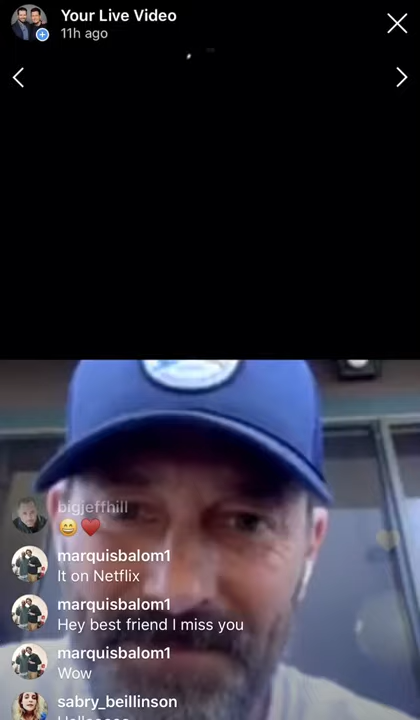 Your Live Video
11h ago
bigjeffhill
😄❤️
marquisbalom1
It on Netflix
marquisbalom1
Hey best friend I miss you
marquisbalom1
Wow
sabry_beillinson